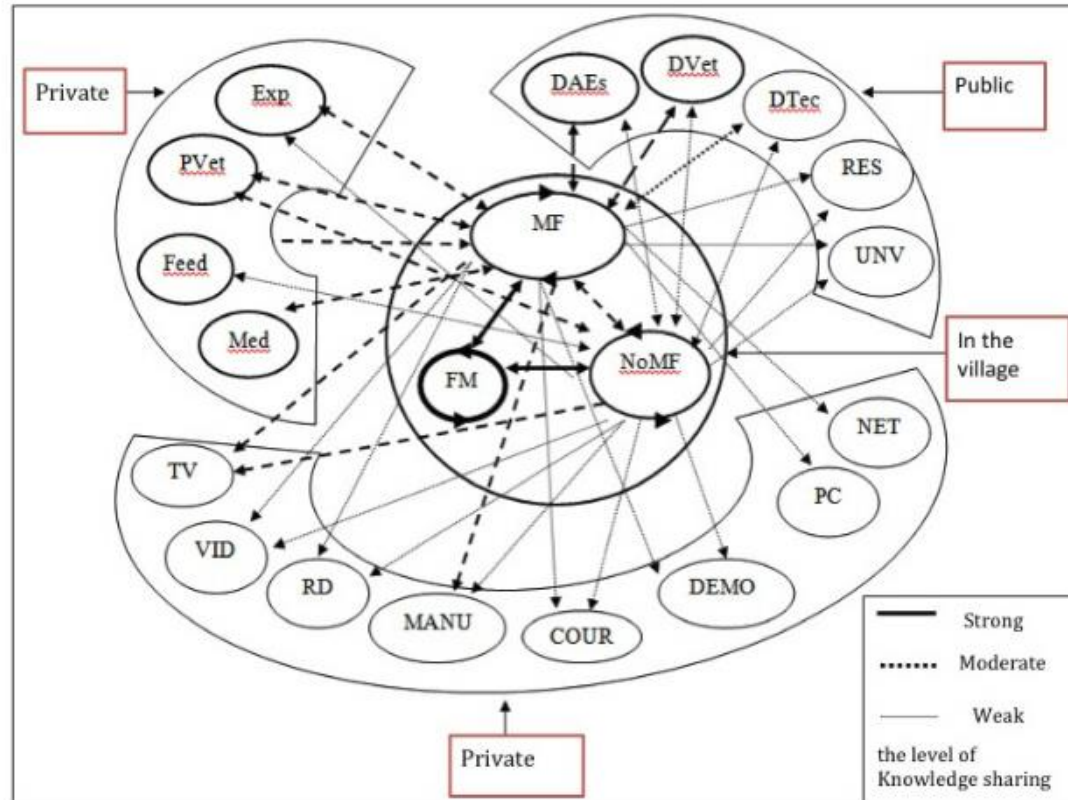 Private
Exp
PVet
Feed
Med
DAEs
DVet
DTec
RES
UNV
Public
MF
FM
NoMF
In the
village
TV
VID
RD
MANU
COUR
DEMO
PC
NET
Private
Strong
Moderate
Weak
the level of
Knowledge sharing